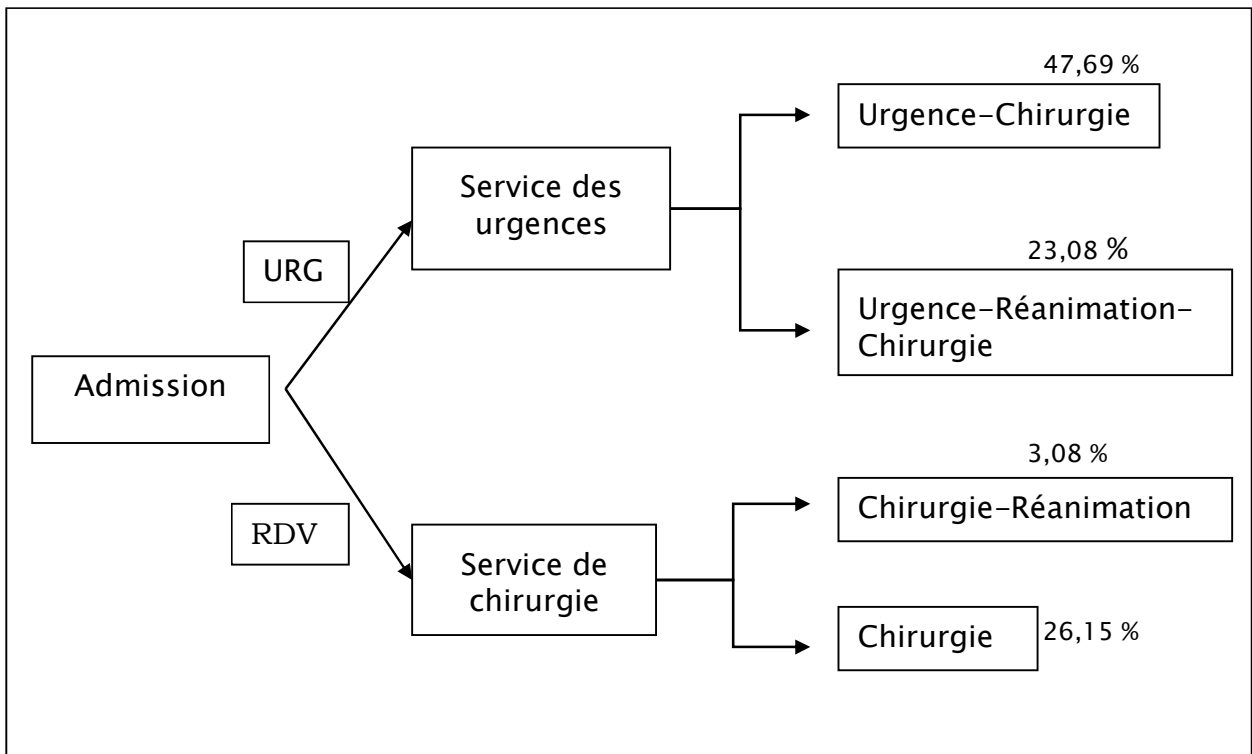 47,69 %
Urgence-Chirurgie
Service des
urgences
23,08 %
URG
Urgence-Réanimation-
Chirurgie
Admission
3,08 %
Chirurgie-Réanimation
RDV
Service de
chirurgie
Chirurgie
26,15 %